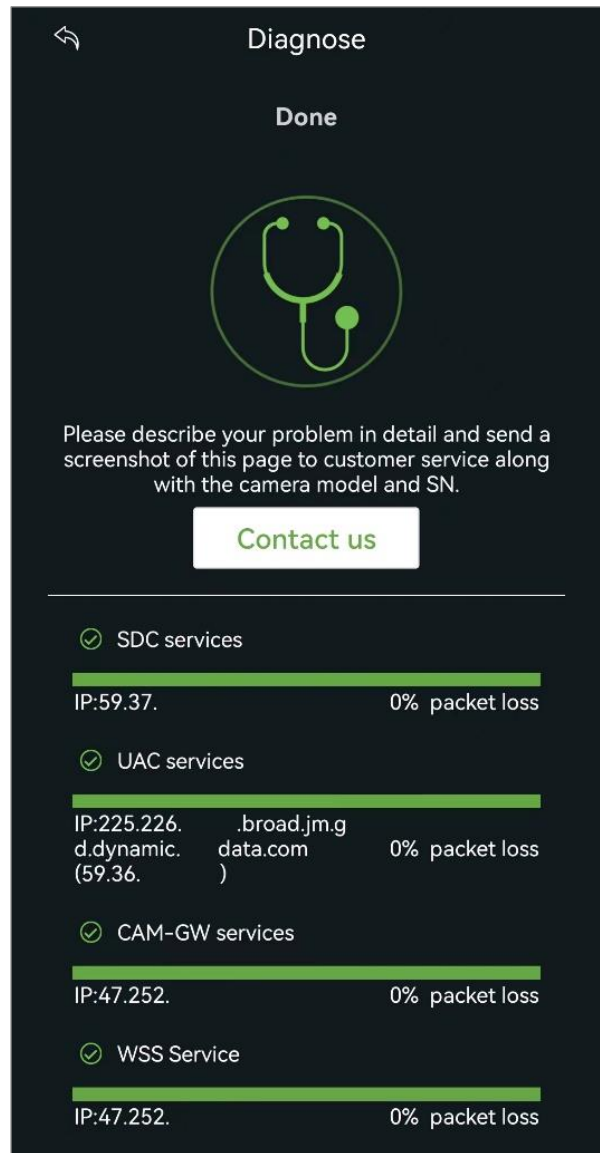 Diagnose
Done
Please describe your problem in detail and send a
screenshot of this page to customer service along
with the camera model and SN.
Contact us
SDC services
IP:59.37.
0% packet loss
UAC services
IP:225.226. .broad.jm.g
d.dynamic. data.com
(59.36. )
0% packet loss
CAM-GW services
IP:47.252.
0% packet loss
WSS Service
IP:47.252.
0% packet loss